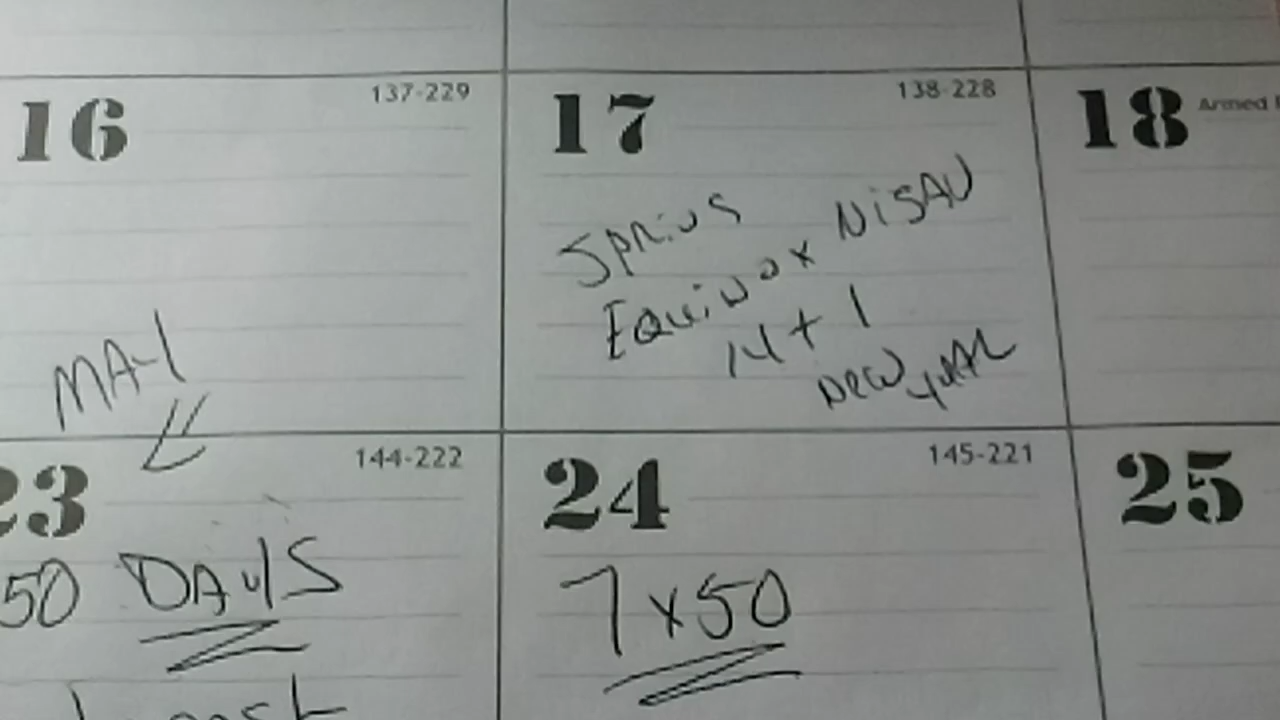 16 137-229
17 138-228
18 Armed
Spring
Equinox Nisan
14 + 1
New year
MAY
23 144-222
24 145-221
25
50 DAYS
7x50